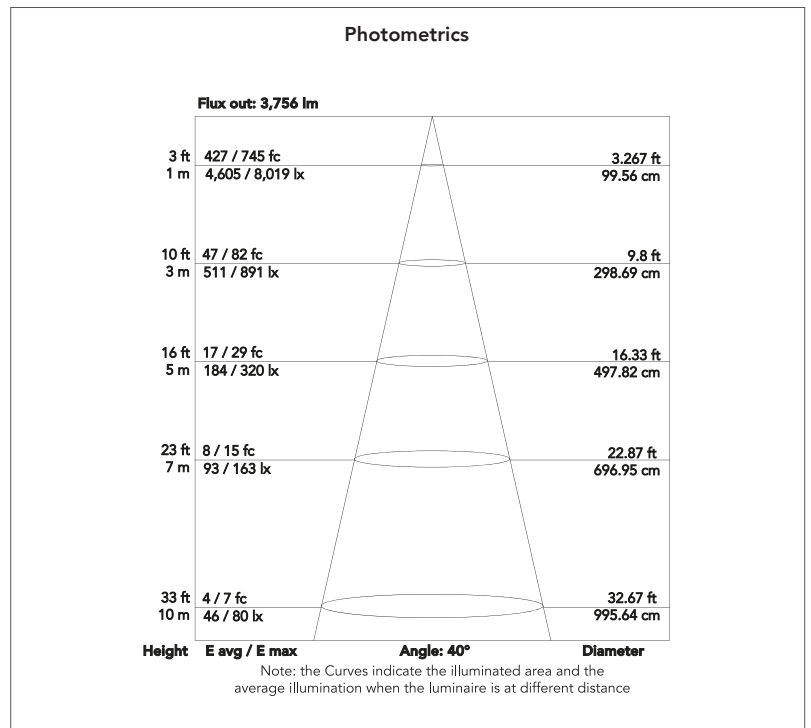 Photometrics
Flux out: 3,756 lm
3 ft 427 / 745 fc 3.267 ft
1 m 4,605 / 8,019 lx 99.56 cm
10 ft 47 / 82 fc 9.8 ft
3 m 511 / 891 lx 298.69 cm
16 ft 17 / 29 fc 16.33 ft
5 m 184 / 320 lx 497.82 cm
23 ft 8 / 15 fc 22.87 ft
7 m 93 / 163 lx 696.95 cm
33 ft 4 / 7 fc 32.67 ft
10 m 46 / 80 lx 995.64 cm
Height E avg / E max Angle: 40° Diameter
Note: the Curves indicate the illuminated area and the
average illumination when the luminaire is at different distance